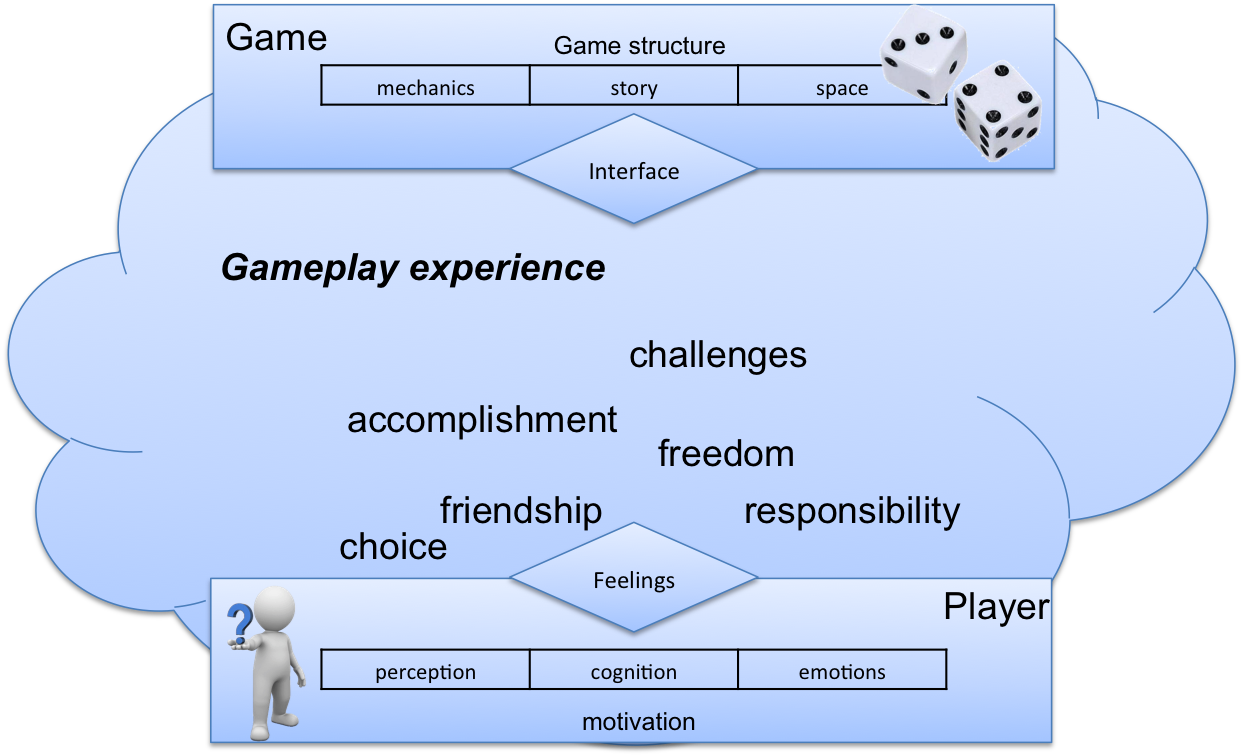 Game
Game structure
mechanics
story
space
Interface
Gameplay experience
challenges
accomplishment
freedom
friendship
responsibility
choice
Feelings
?
Player
perception
cognition
emotions
motivation